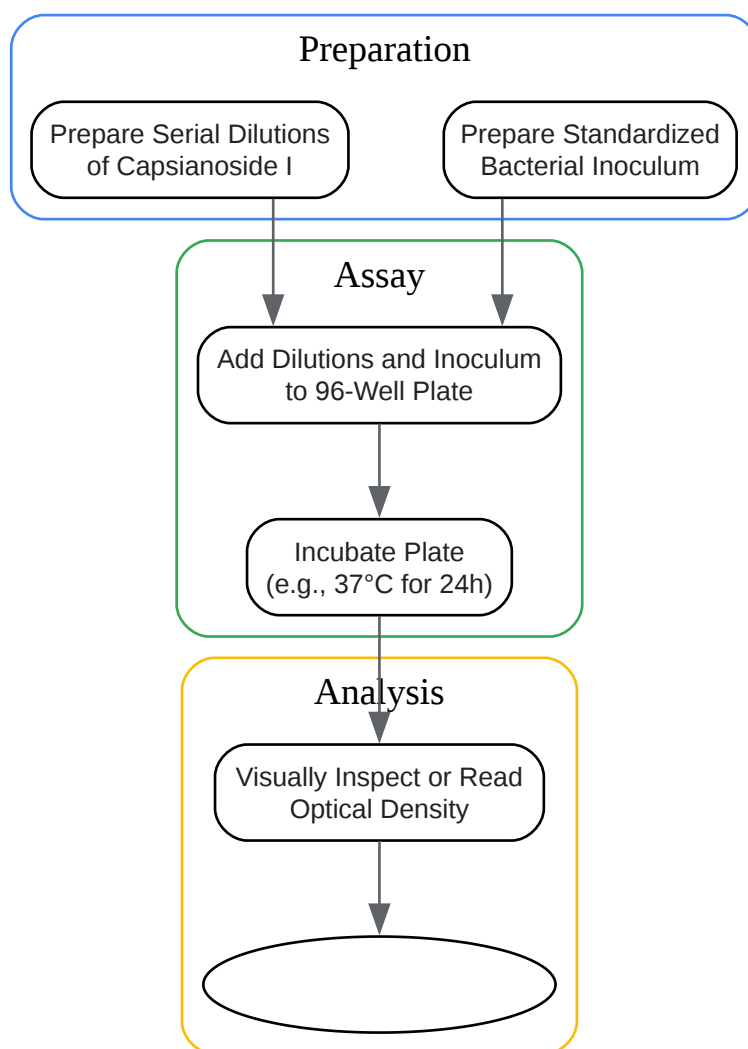 Preparation
Prepare Serial Dilutions
of Capsianoside I
Prepare Standardized
Bacterial Inoculum
Assay
Add Dilutions and Inoculum
to 96-Well Plate
Incubate Plate
(e.g., 37°C for 24h)
Analysis
Visually Inspect or Read
Optical Density